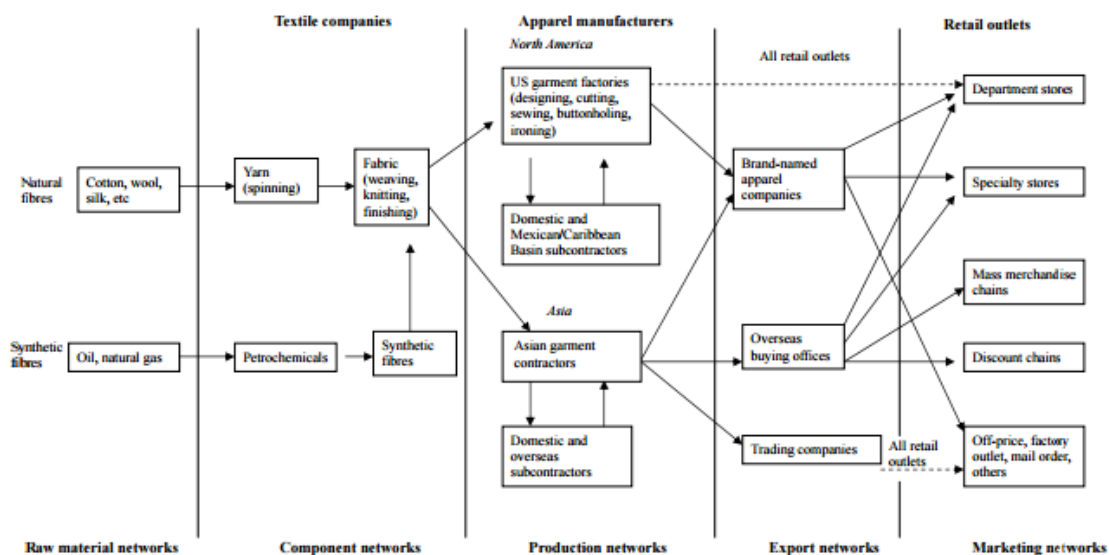 Textile companies
Apparel manufacturers
Retail outlets
North America
All retail outlets
US garment factories
(designing, cutting,
sewing, buttonholing,
ironing)
Department stores
Natural
fibres
Cotton, wool,
silk, etc
Yarn
(spinning)
Fabric
(weaving,
knitting,
finishing)
Brand-named
apparel
companies
Specialty stores
Domestic and
Mexican/Caribbean
Basin subcontractors
Mass merchandise
chains
Asia
Synthetic
fibres
Oil, natural gas
Petrochemicals
Synthetic
fibres
Asian garment
contractors
Overseas
buying offices
Discount chains
Domestic and
overseas
subcontractors
Trading companies
All retail
outlets
Off-price, factory
outlet, mail order,
others
Raw material networks
Component networks
Production networks
Export networks
Marketing networks